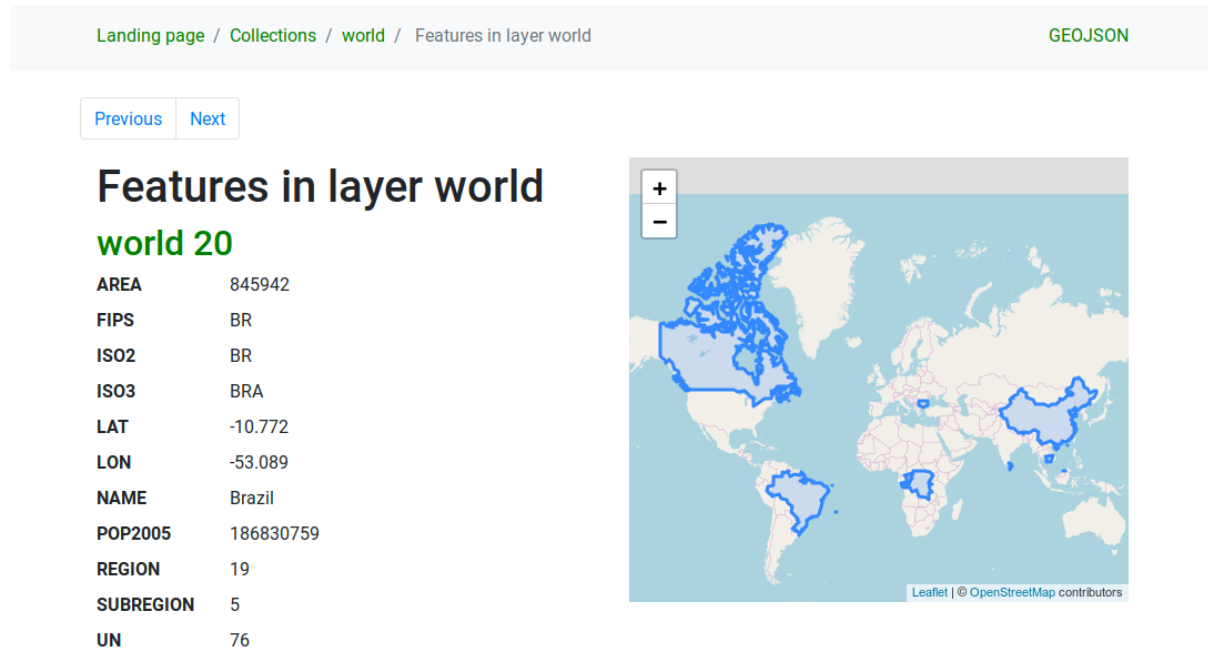 Landing page / Collections / world / Features in layer world
GEOJSON
Previous Next
Features in layer world
world 20
AREA 845942
FIPS BR
ISO2 BR
ISO3 BRA
LAT -10.772
LON -53.089
NAME Brazil
POP2005 186830759
REGION 19
SUBREGION 5
UN 76
+
−
Leaflet | © OpenStreetMap contributors